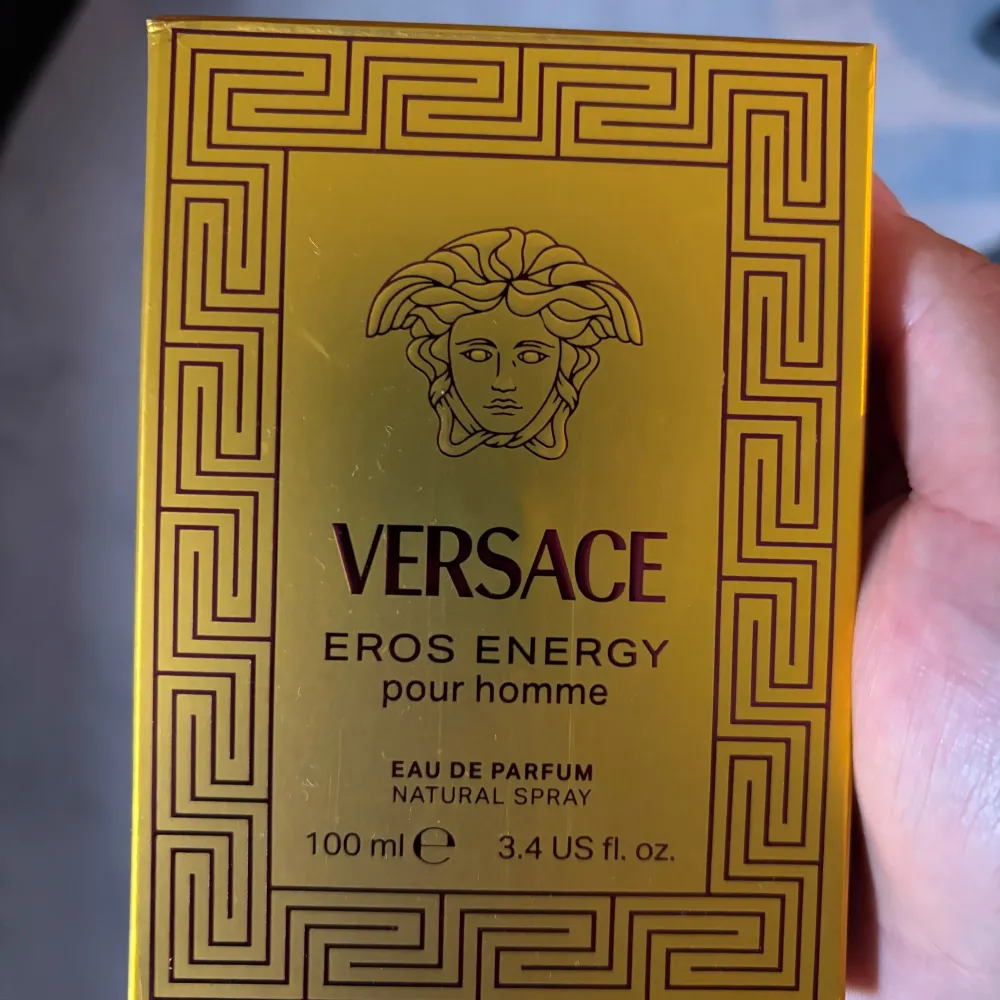 VERSACE
EROS ENERGY
pour homme
EAU DE PARFUM
NATURAL SPRAY
100 ml ℮ 3.4 US fl. oz.